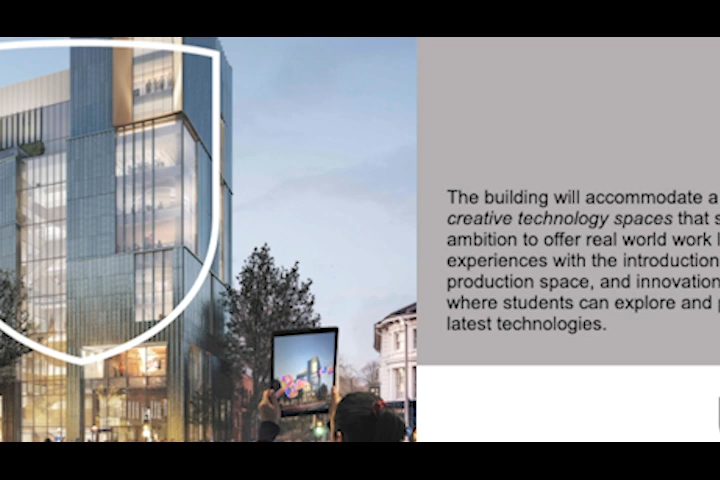 The building will accommodate a
creative technology spaces that
ambition to offer real world work
experiences with the introduction
production space, and innovation
where students can explore and
latest technologies.